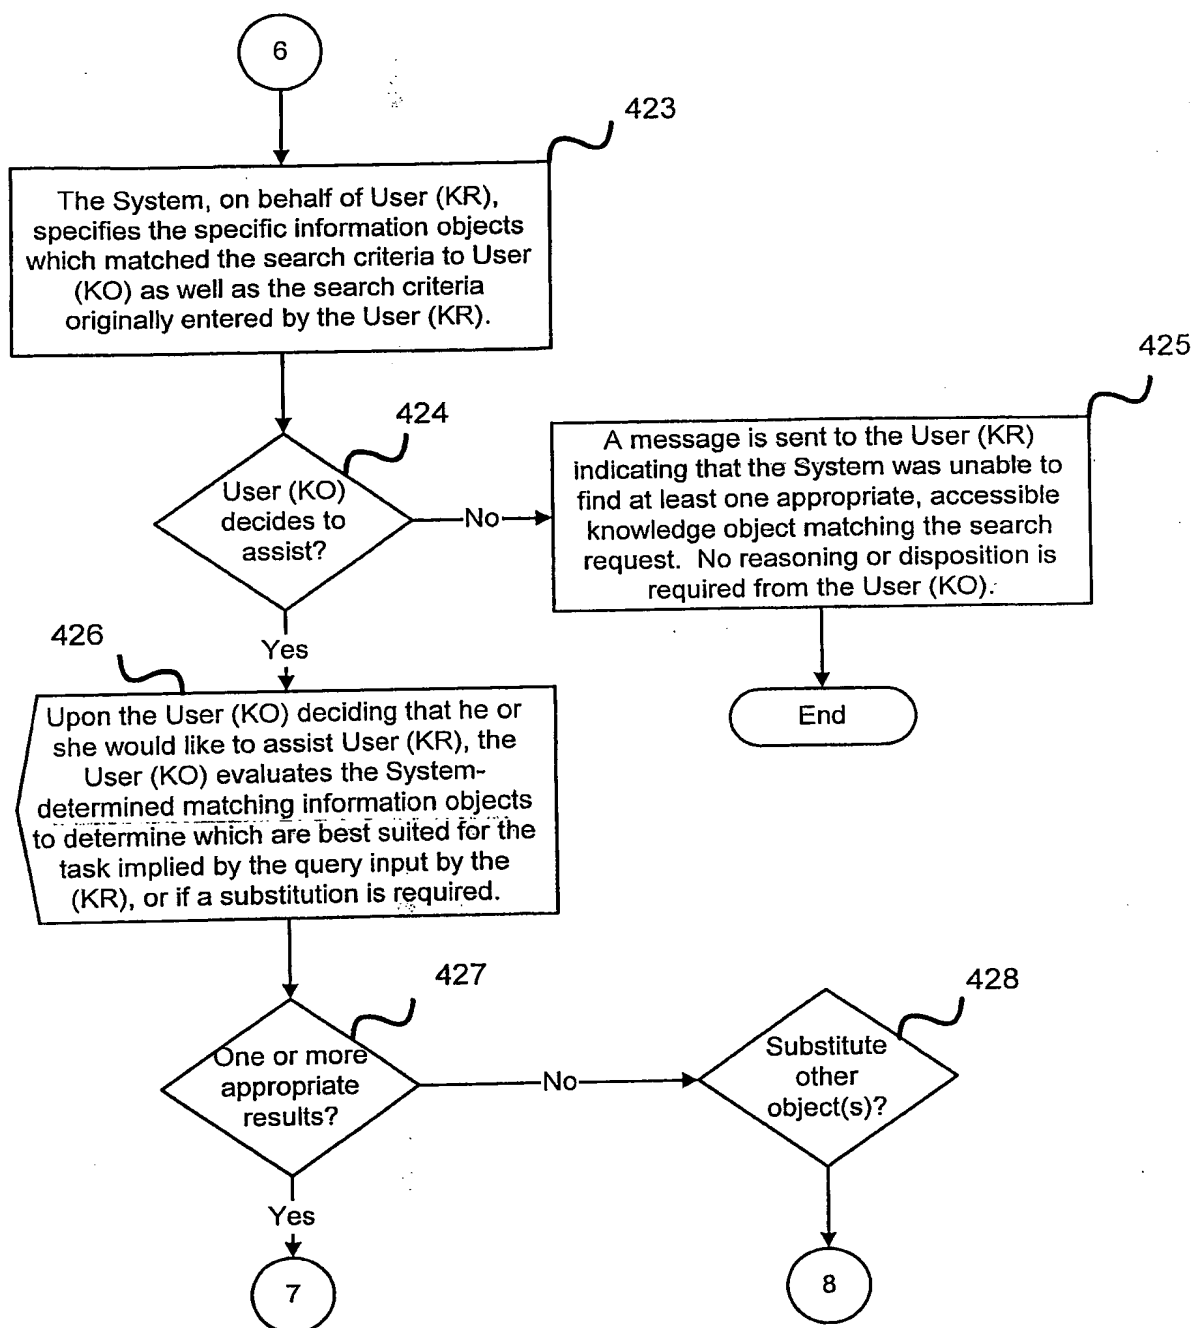 6
423
The System, on behalf of User (KR),
specifies the specific information objects
which matched the search criteria to User
(KO) as well as the search criteria
originally entered by the User (KR).
424
User (KO)
decides to
assist?
No
425
A message is sent to the User (KR)
indicating that the System was unable to
find at least one appropriate, accessible
knowledge object matching the search
request. No reasoning or disposition is
required from the User (KO).
End
Yes
426
Upon the User (KO) deciding that he or
she would like to assist User (KR), the
User (KO) evaluates the System-
determined matching information objects
to determine which are best suited for the
task implied by the query input by the
(KR), or if a substitution is required.
427
One or more
appropriate
results?
No
428
Substitute
other
object(s)?
Yes
7
8